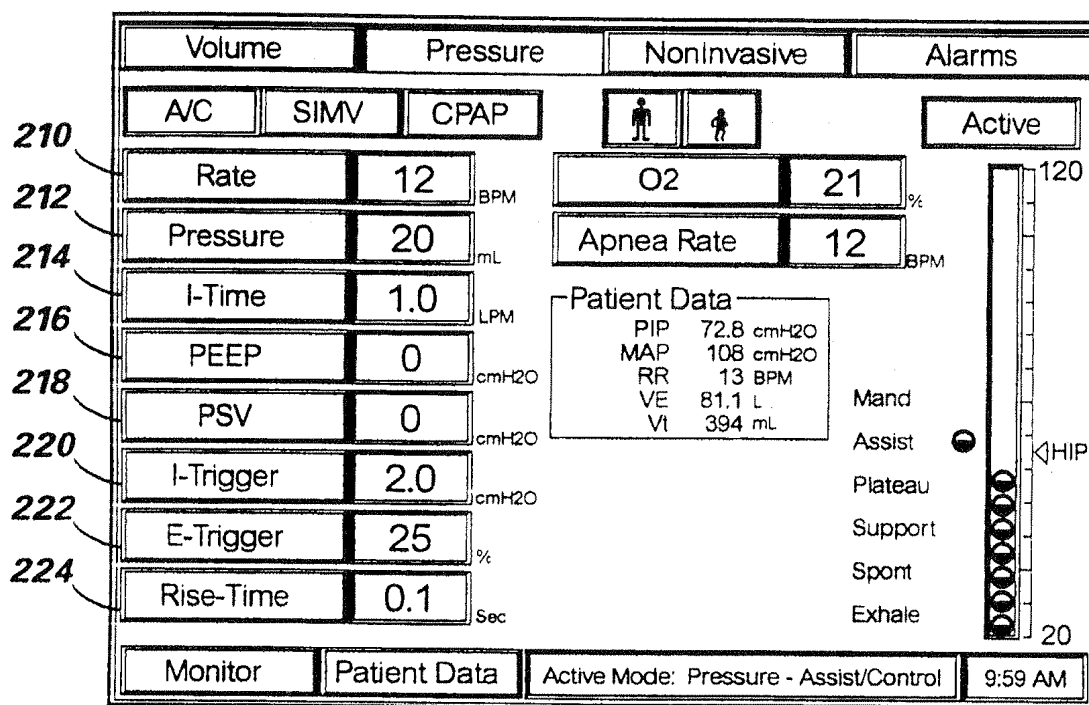 Volume Pressure NonInvasive Alarms
A/C SIMV CPAP Active
210 Rate 12 BPM O2 21 % 120
212 Pressure 20 mL Apnea Rate 12 BPM
214 I-Time 1.0 LPM
Patient Data
PIP 72.8 cmH2O
MAP 108 cmH2O
RR 13 BPM
VE 81.1 L
Vt 394 mL
216 PEEP 0 cmH2O
218 PSV 0 cmH2O
220 I-Trigger 2.0 cmH2O
222 E-Trigger 25 %
224 Rise-Time 0.1 Sec
Mand
Assist
HIP
Plateau
Support
Spont
Exhale
20
Monitor Patient Data Active Mode: Pressure - Assist/Control 9:59 AM